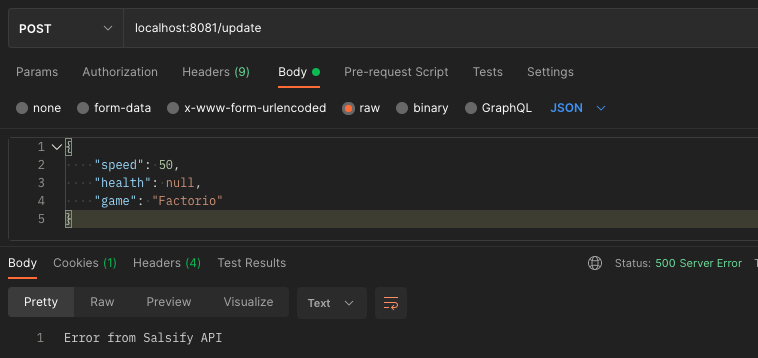 POST localhost:8081/update
Params Authorization Headers (9) Body Pre-request Script Tests Settings
none form-data x-www-form-urlencoded raw binary GraphQL JSON
1 {
2 "speed": 50,
3 "health": null,
4 "game": "Factorio"
5 }
Body Cookies (1) Headers (4) Test Results Status: 500 Server Error
Pretty Raw Preview Visualize Text
1 Error from Salsify API